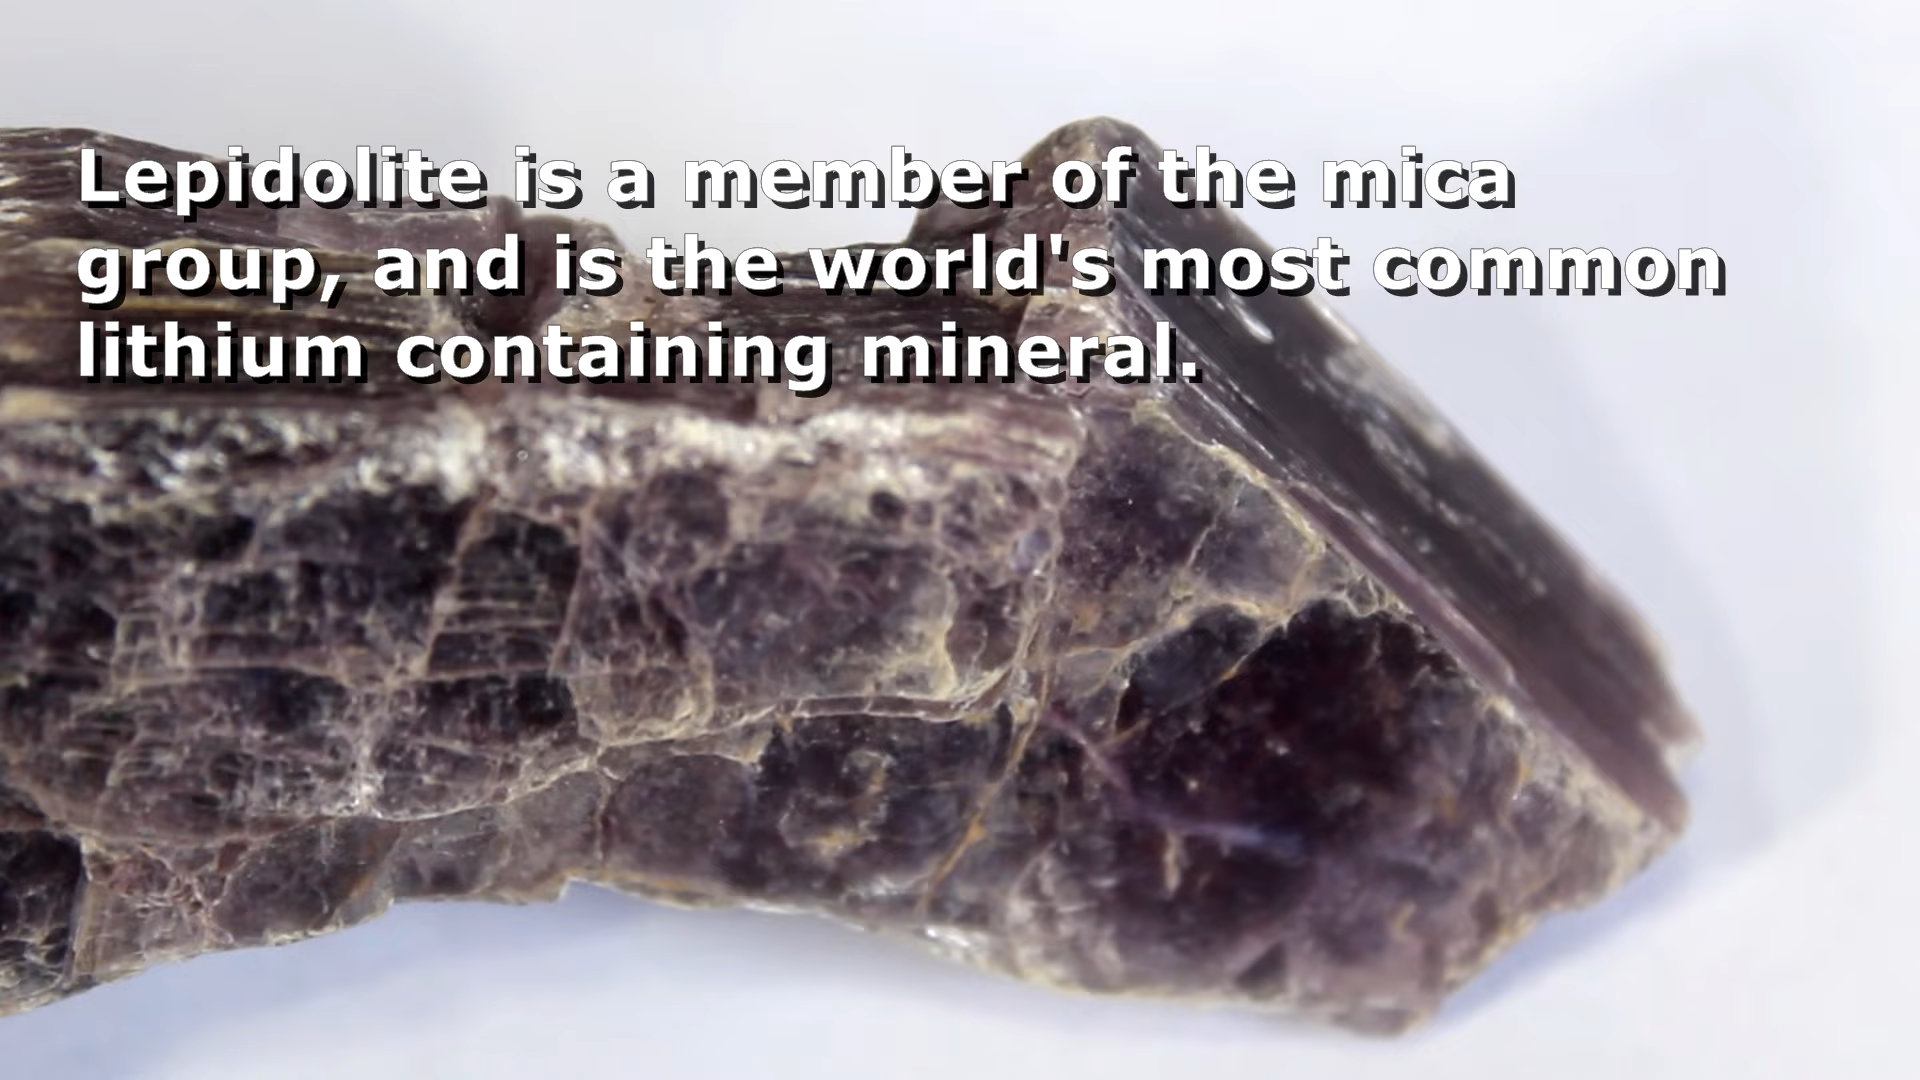 Lepidolite is a member of the mica
group, and is the world's most common
lithium containing mineral.